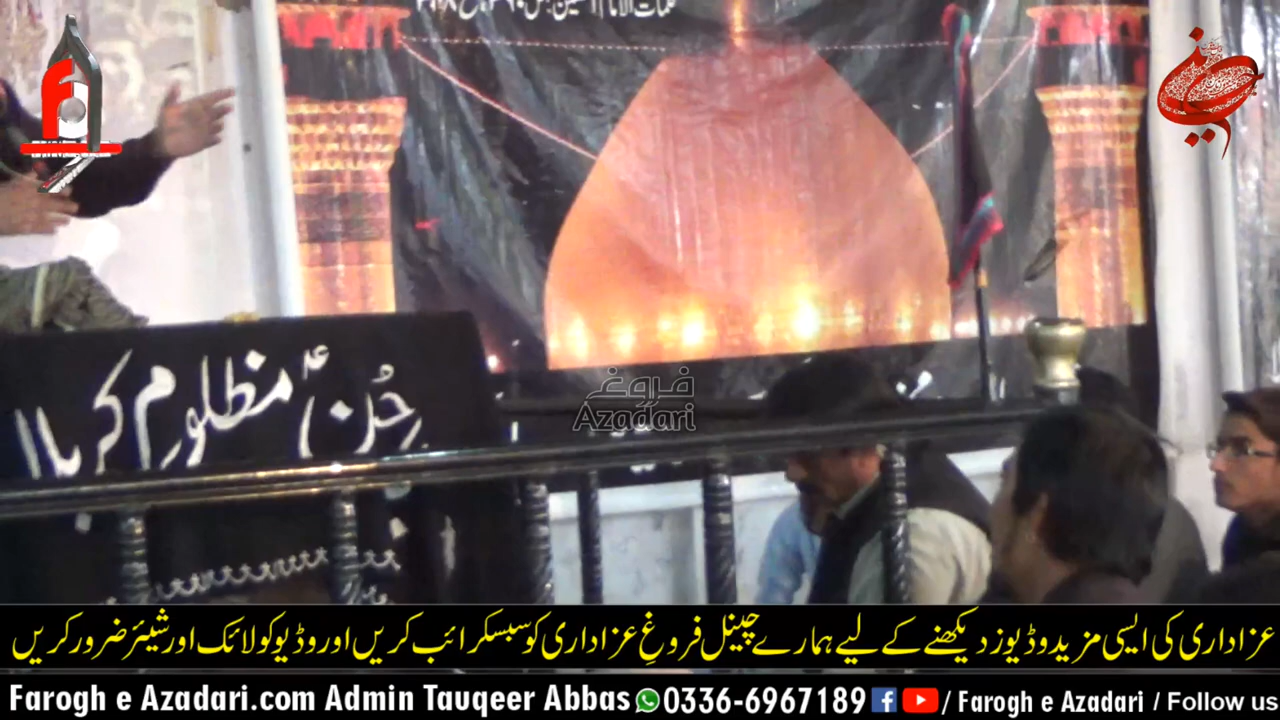 حزن مظلومِ کربلا
فروغِ
Azadari
عزاداری کی ایسی مزید وڈیوز دیکھنے کے لیے ہمارے چینل فروغِ عزاداری کو سبسکرائب کریں اور وڈیو کو لائک اور شیئر ضرور کریں
Farogh e Azadari.com Admin Tauqeer Abbas 0336-6967189 / Farogh e Azadari / Follow us